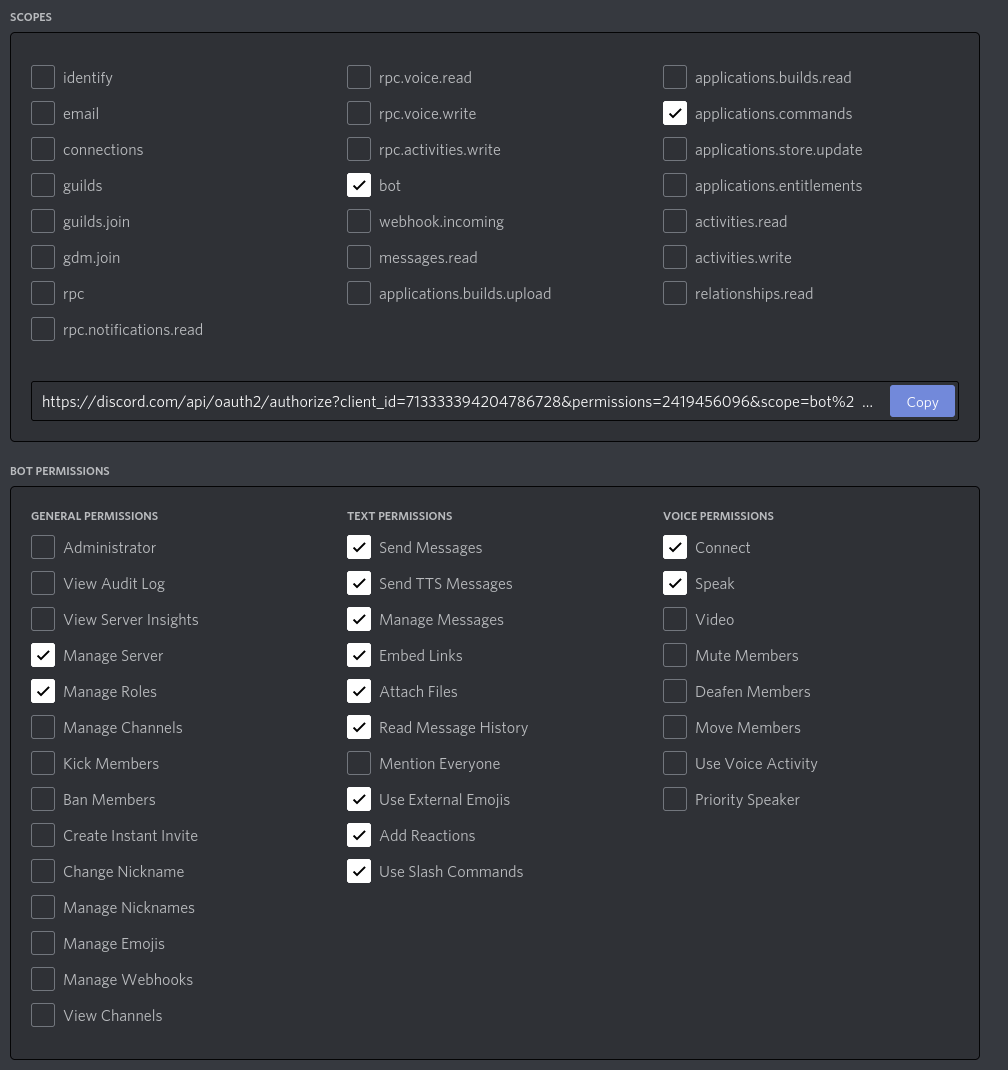 SCOPES
identify
rpc.voice.read
applications.builds.read
email
rpc.voice.write
applications.commands
connections
rpc.activities.write
applications.store.update
guilds
bot
applications.entitlements
guilds.join
webhook.incoming
activities.read
gdm.join
messages.read
activities.write
rpc
applications.builds.upload
relationships.read
rpc.notifications.read
https://discord.com/api/oauth2/authorize?client_id=713333394204786728&permissions=2419456096&scope=bot%2 ...
Copy
BOT PERMISSIONS
GENERAL PERMISSIONS
Administrator
View Audit Log
View Server Insights
Manage Server
Manage Roles
Manage Channels
Kick Members
Ban Members
Create Instant Invite
Change Nickname
Manage Nicknames
Manage Emojis
Manage Webhooks
View Channels
TEXT PERMISSIONS
Send Messages
Send TTS Messages
Manage Messages
Embed Links
Attach Files
Read Message History
Mention Everyone
Use External Emojis
Add Reactions
Use Slash Commands
VOICE PERMISSIONS
Connect
Speak
Video
Mute Members
Deafen Members
Move Members
Use Voice Activity
Priority Speaker